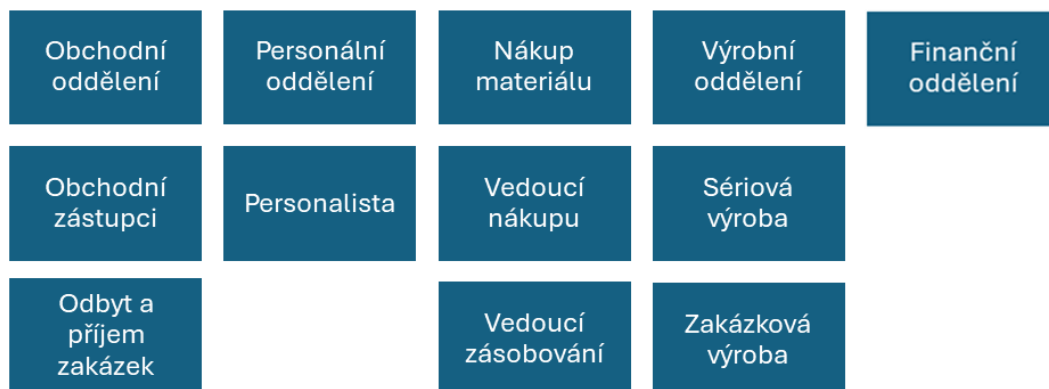 Obchodní
oddělení
Personální
oddělení
Nákup
materiálu
Výrobní
oddělení
Finanční
oddělení
Obchodní
zástupci
Personalista
Vedoucí
nákupu
Sériová
výroba
Odbyt a
příjem
zakázek
Vedoucí
zásobování
Zakázková
výroba